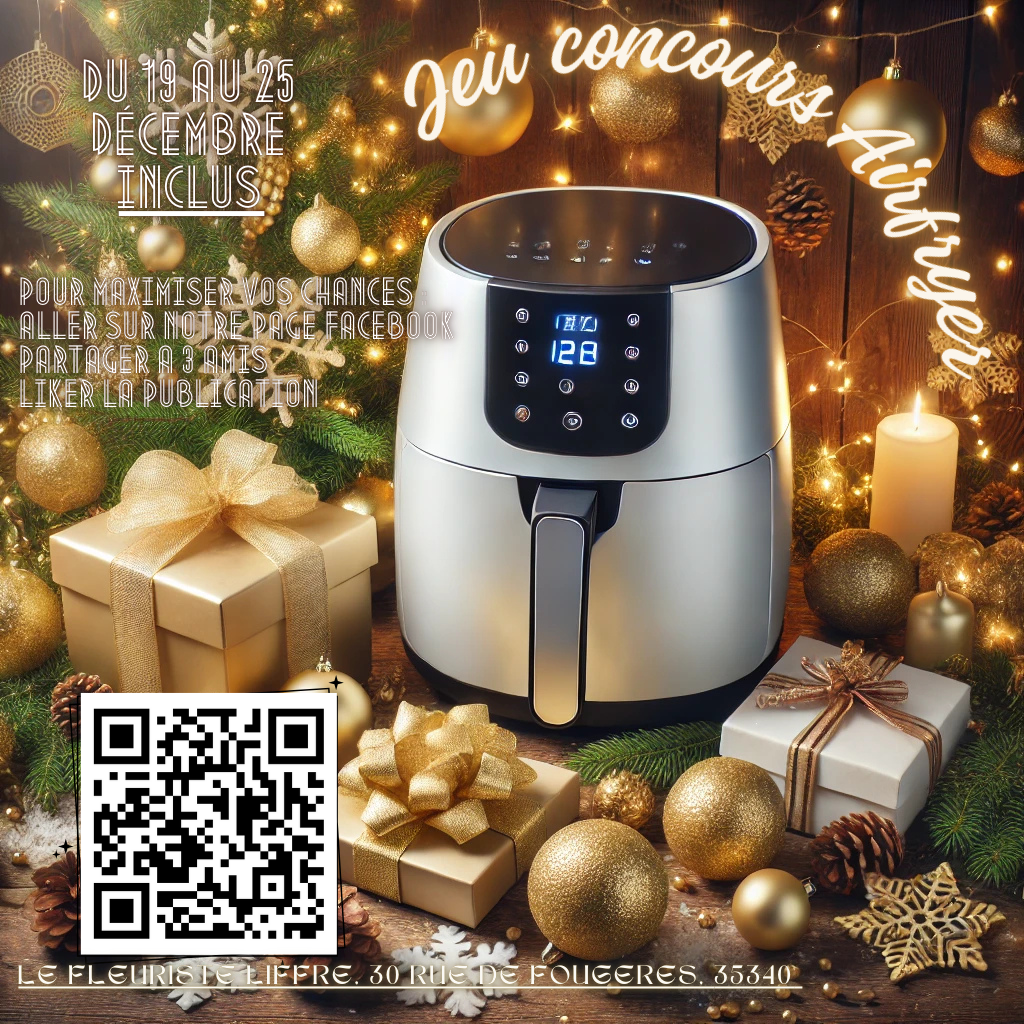 DU 19 AU 25
DÉCEMBRE
INCLUS
Jeu concours Airfryer
POUR MAXIMISER VOS CHANCES :
ALLER SUR NOTRE PAGE FACEBOOK
PARTAGER A 3 AMIS
LIKER LA PUBLICATION
128
LE FLEURISTE LIFFRE, 30 RUE DE FOUGERES, 35340